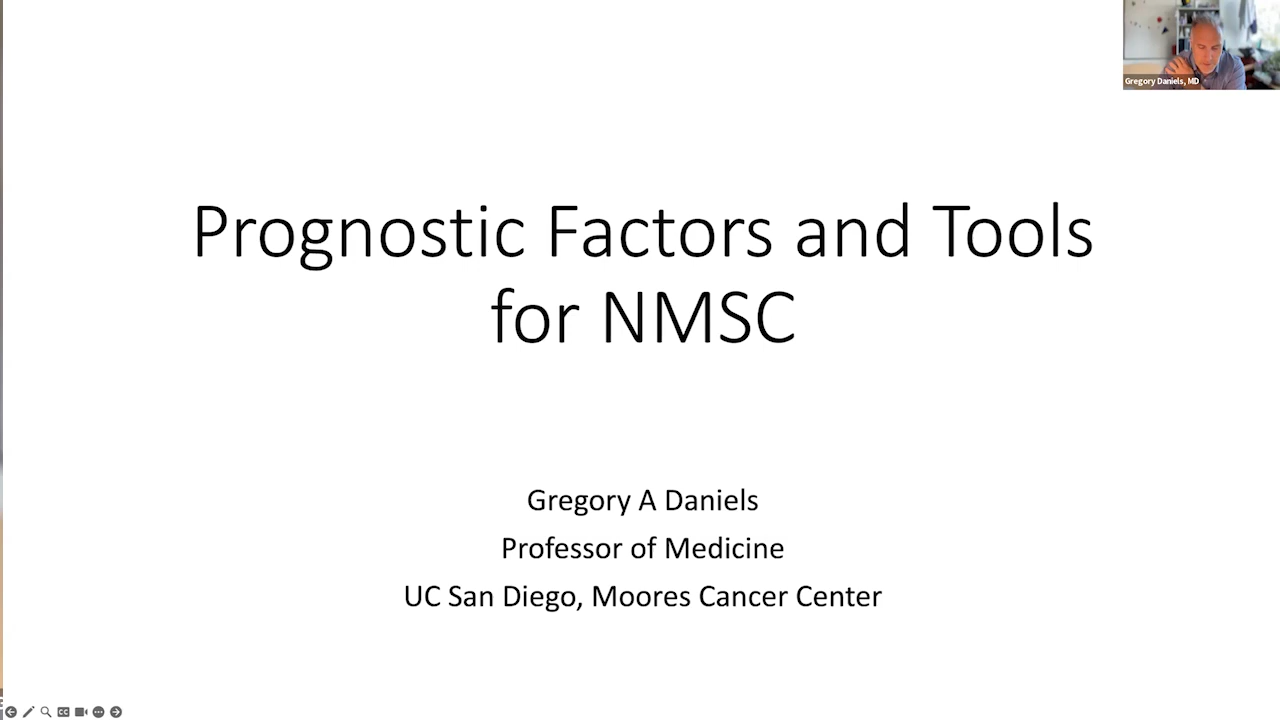 Gregory Daniels, MD
Prognostic Factors and Tools
for NMSC
Gregory A Daniels
Professor of Medicine
UC San Diego, Moores Cancer Center